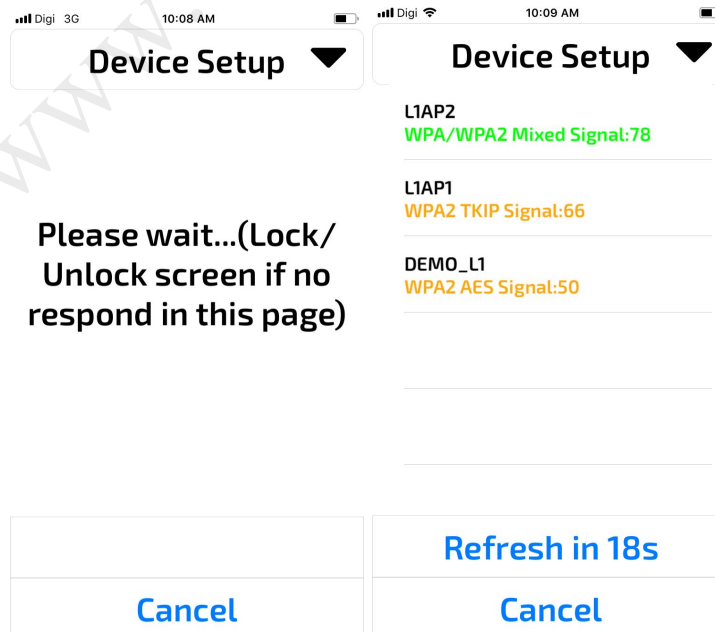 Digi 3G 10:08 AM
Device Setup
Please wait...(Lock/
Unlock screen if no
respond in this page)
Cancel
Digi 10:09 AM
Device Setup
L1AP2
WPA/WPA2 Mixed Signal:78
L1AP1
WPA2 TKIP Signal:66
DEMO_L1
WPA2 AES Signal:50
Refresh in 18s
Cancel